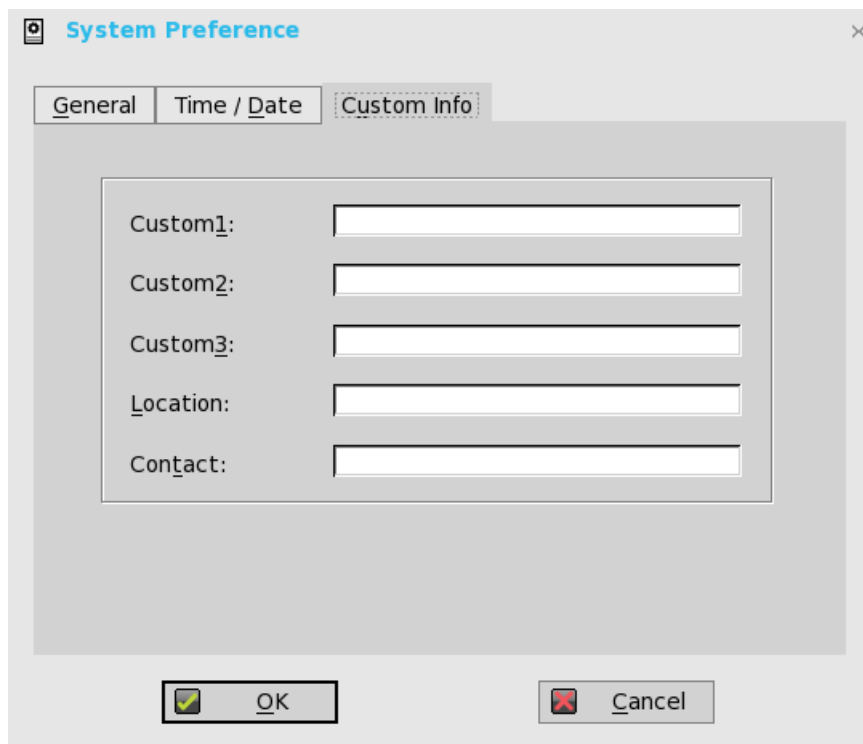 System Preference
General Time / Date Custom Info
Custom1:
Custom2:
Custom3:
Location:
Contact:
OK Cancel